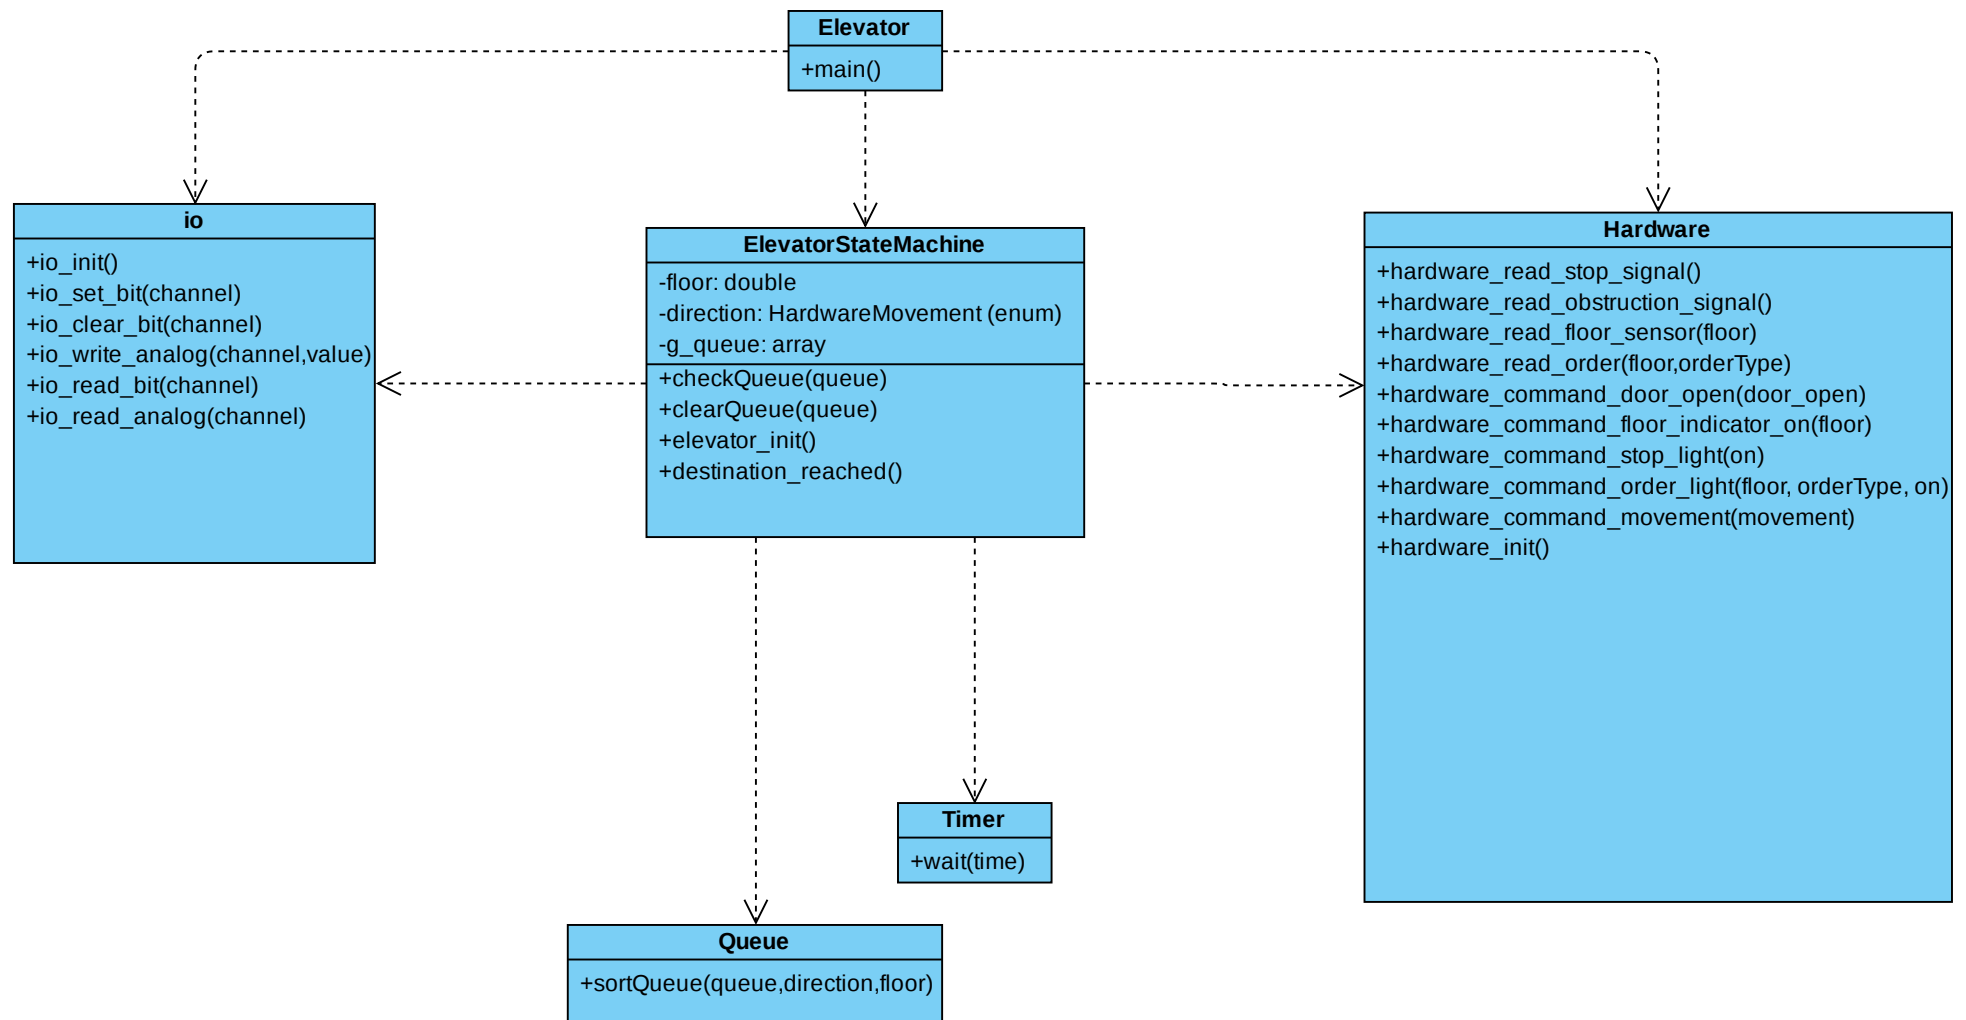 Elevator
+main()
io
+io_init()
+io_set_bit(channel)
+io_clear_bit(channel)
+io_write_analog(channel,value)
+io_read_bit(channel)
+io_read_analog(channel)
ElevatorStateMachine
-floor: double
-direction: HardwareMovement (enum)
-g_queue: array
+checkQueue(queue)
+clearQueue(queue)
+elevator_init()
+destination_reached()
Hardware
+hardware_read_stop_signal()
+hardware_read_obstruction_signal()
+hardware_read_floor_sensor(floor)
+hardware_read_order(floor,orderType)
+hardware_command_door_open(door_open)
+hardware_command_floor_indicator_on(floor)
+hardware_command_stop_light(on)
+hardware_command_order_light(floor, orderType, on)
+hardware_command_movement(movement)
+hardware_init()
Timer
+wait(time)
Queue
+sortQueue(queue,direction,floor)